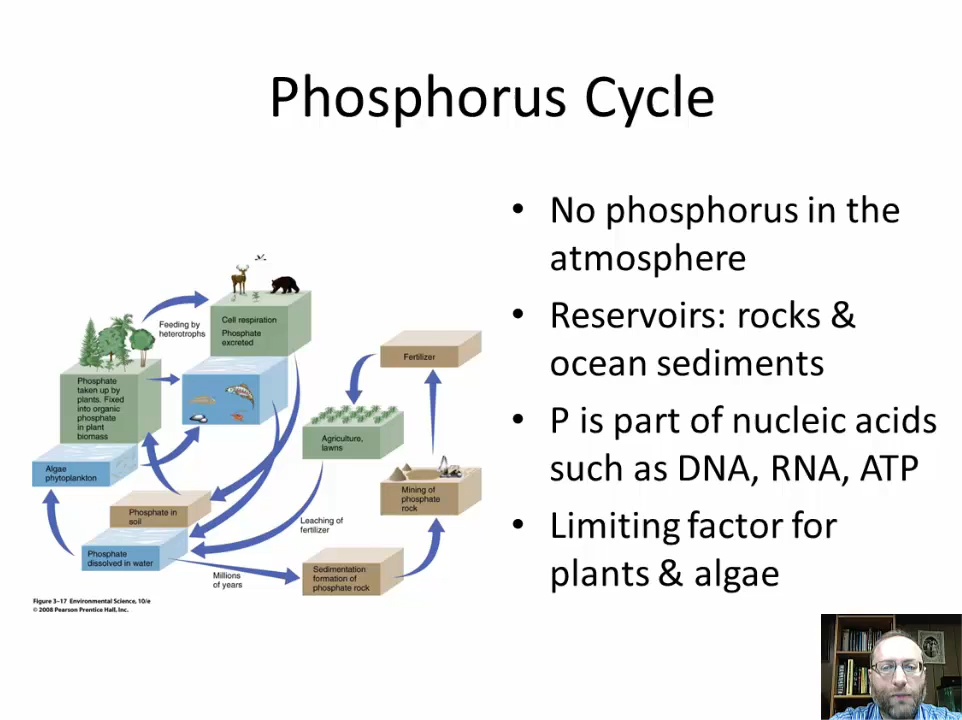 Phosphorus Cycle
• No phosphorus in the
atmosphere
• Reservoirs: rocks &
ocean sediments
• P is part of nucleic acids
such as DNA, RNA, ATP
• Limiting factor for
plants & algae
Feeding by
heterotrophs
Cell respiration
Phosphate
excreted
Phosphate
taken up by
plants. Fixed
into organic
phosphate
in plant
biomass
Algae
phytoplankton
Phosphate in
soil
Phosphate
dissolved in water
Millions
of years
Sedimentation
formation of
phosphate rock
Mining of
phosphate
rock
Fertilizer
Agriculture,
lawns
Leaching of
fertilizer
Figure 3–17 Environmental Science, 10/e
© 2008 Pearson Prentice Hall, Inc.